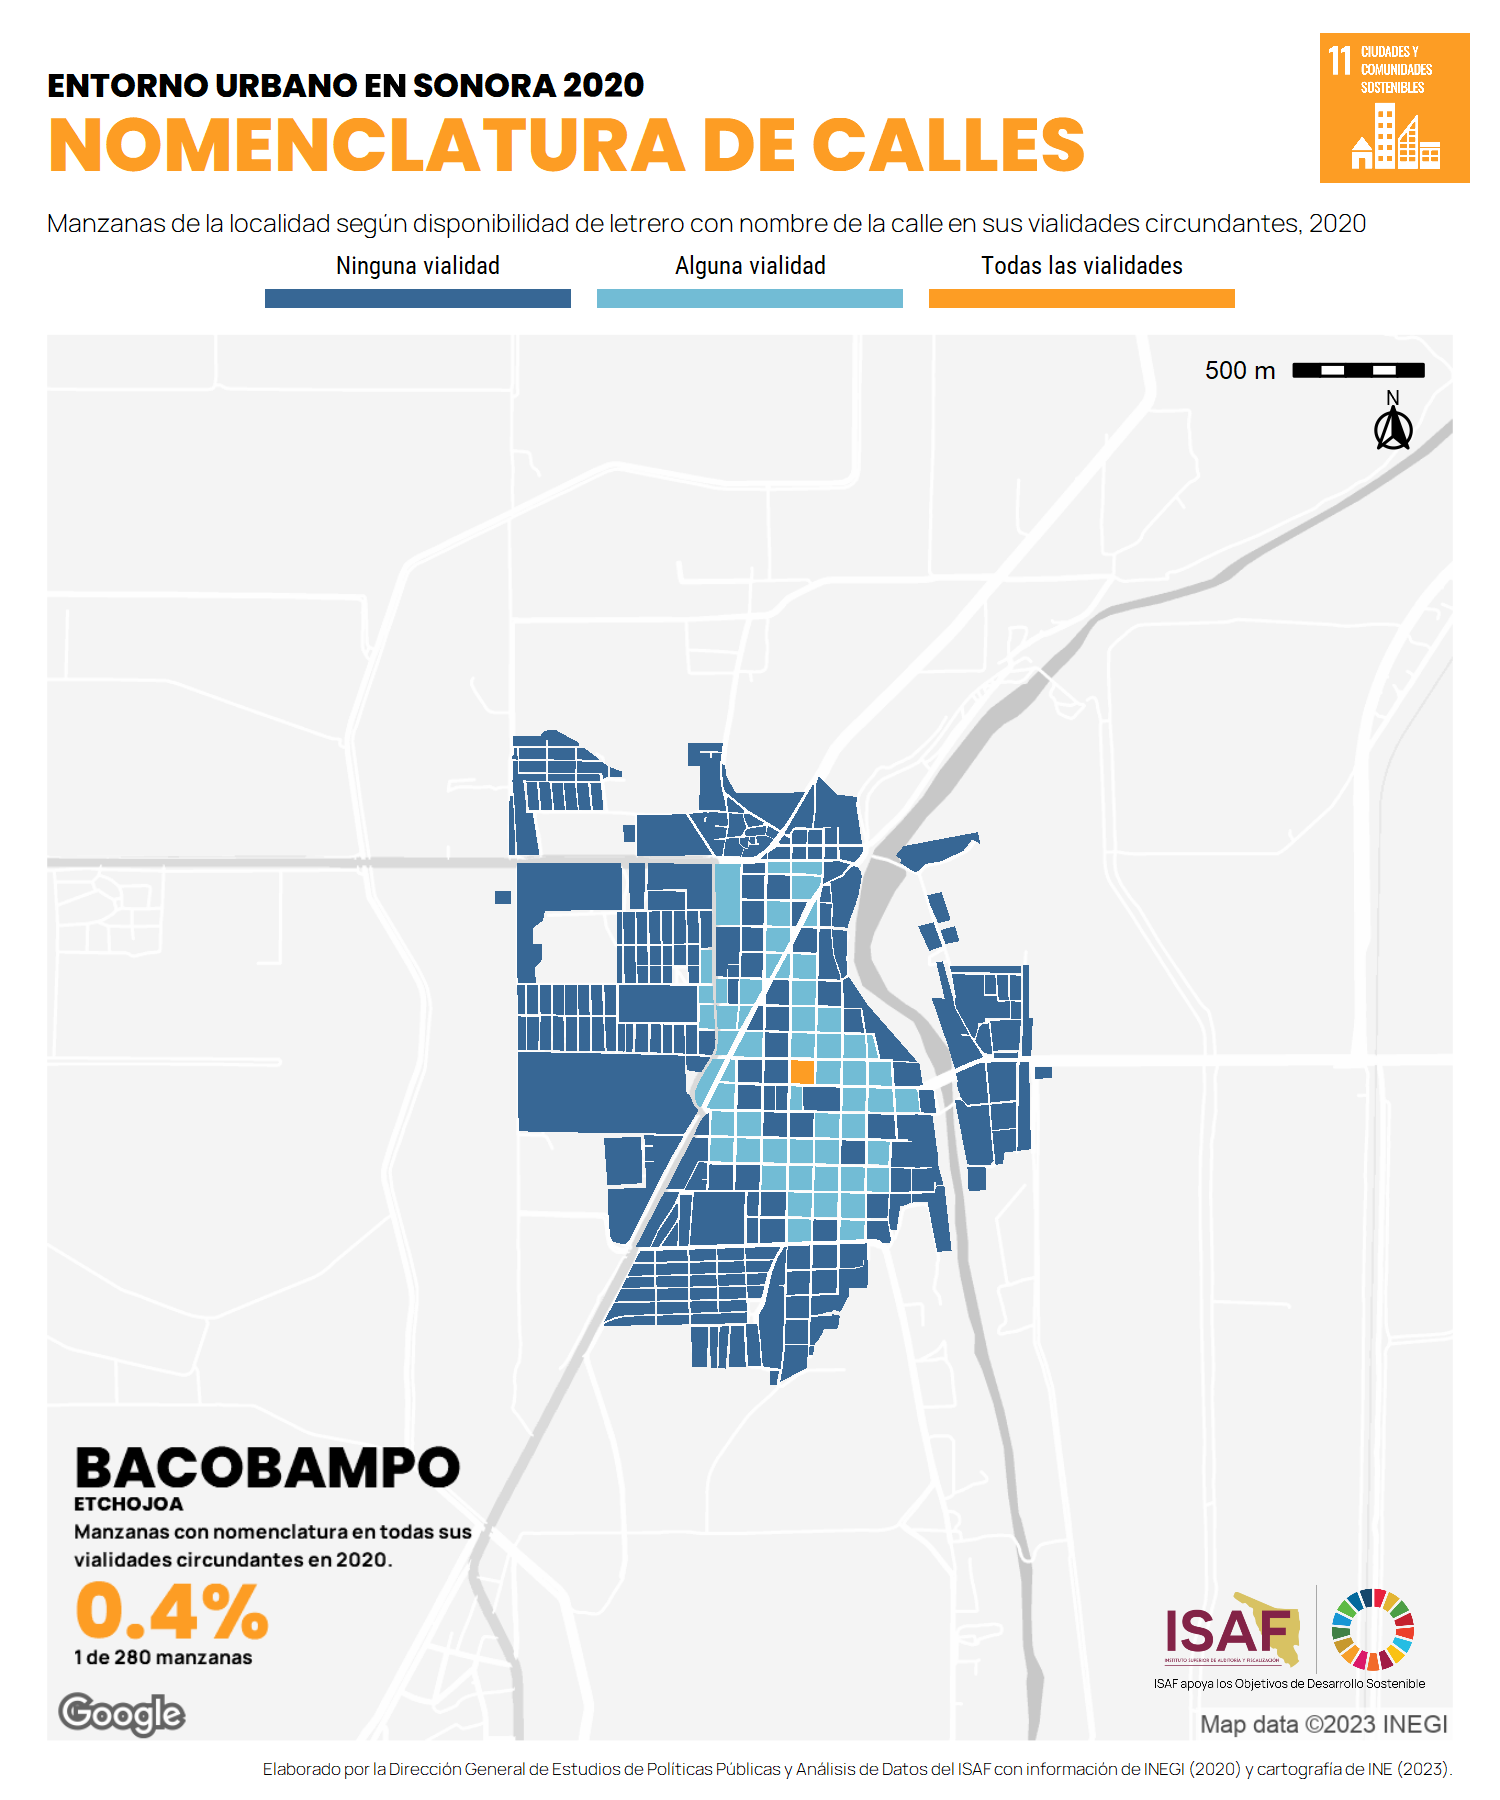 ENTORNO URBANO EN SONORA 2020
NOMENCLATURA DE CALLES
11 CIUDADES Y
COMUNIDADES
SOSTENIBLES
Manzanas de la localidad según disponibilidad de letrero con nombre de la calle en sus vialidades circundantes, 2020
Ninguna vialidad
Alguna vialidad
Todas las vialidades
500 m
N
BACOBAMPO
ETCHOJOA
Manzanas con nomenclatura en todas sus
vialidades circundantes en 2020.
0.4%
1 de 280 manzanas
ISAF
INSTITUTO SUPERIOR DE AUDITORÍA Y FISCALIZACIÓN
ISAF apoya los Objetivos de Desarrollo Sostenible
Google
Map data ©2023 INEGI
Elaborado por la Dirección General de Estudios de Políticas Públicas y Análisis de Datos del ISAF con información de INEGI (2020) y cartografía de INE (2023).